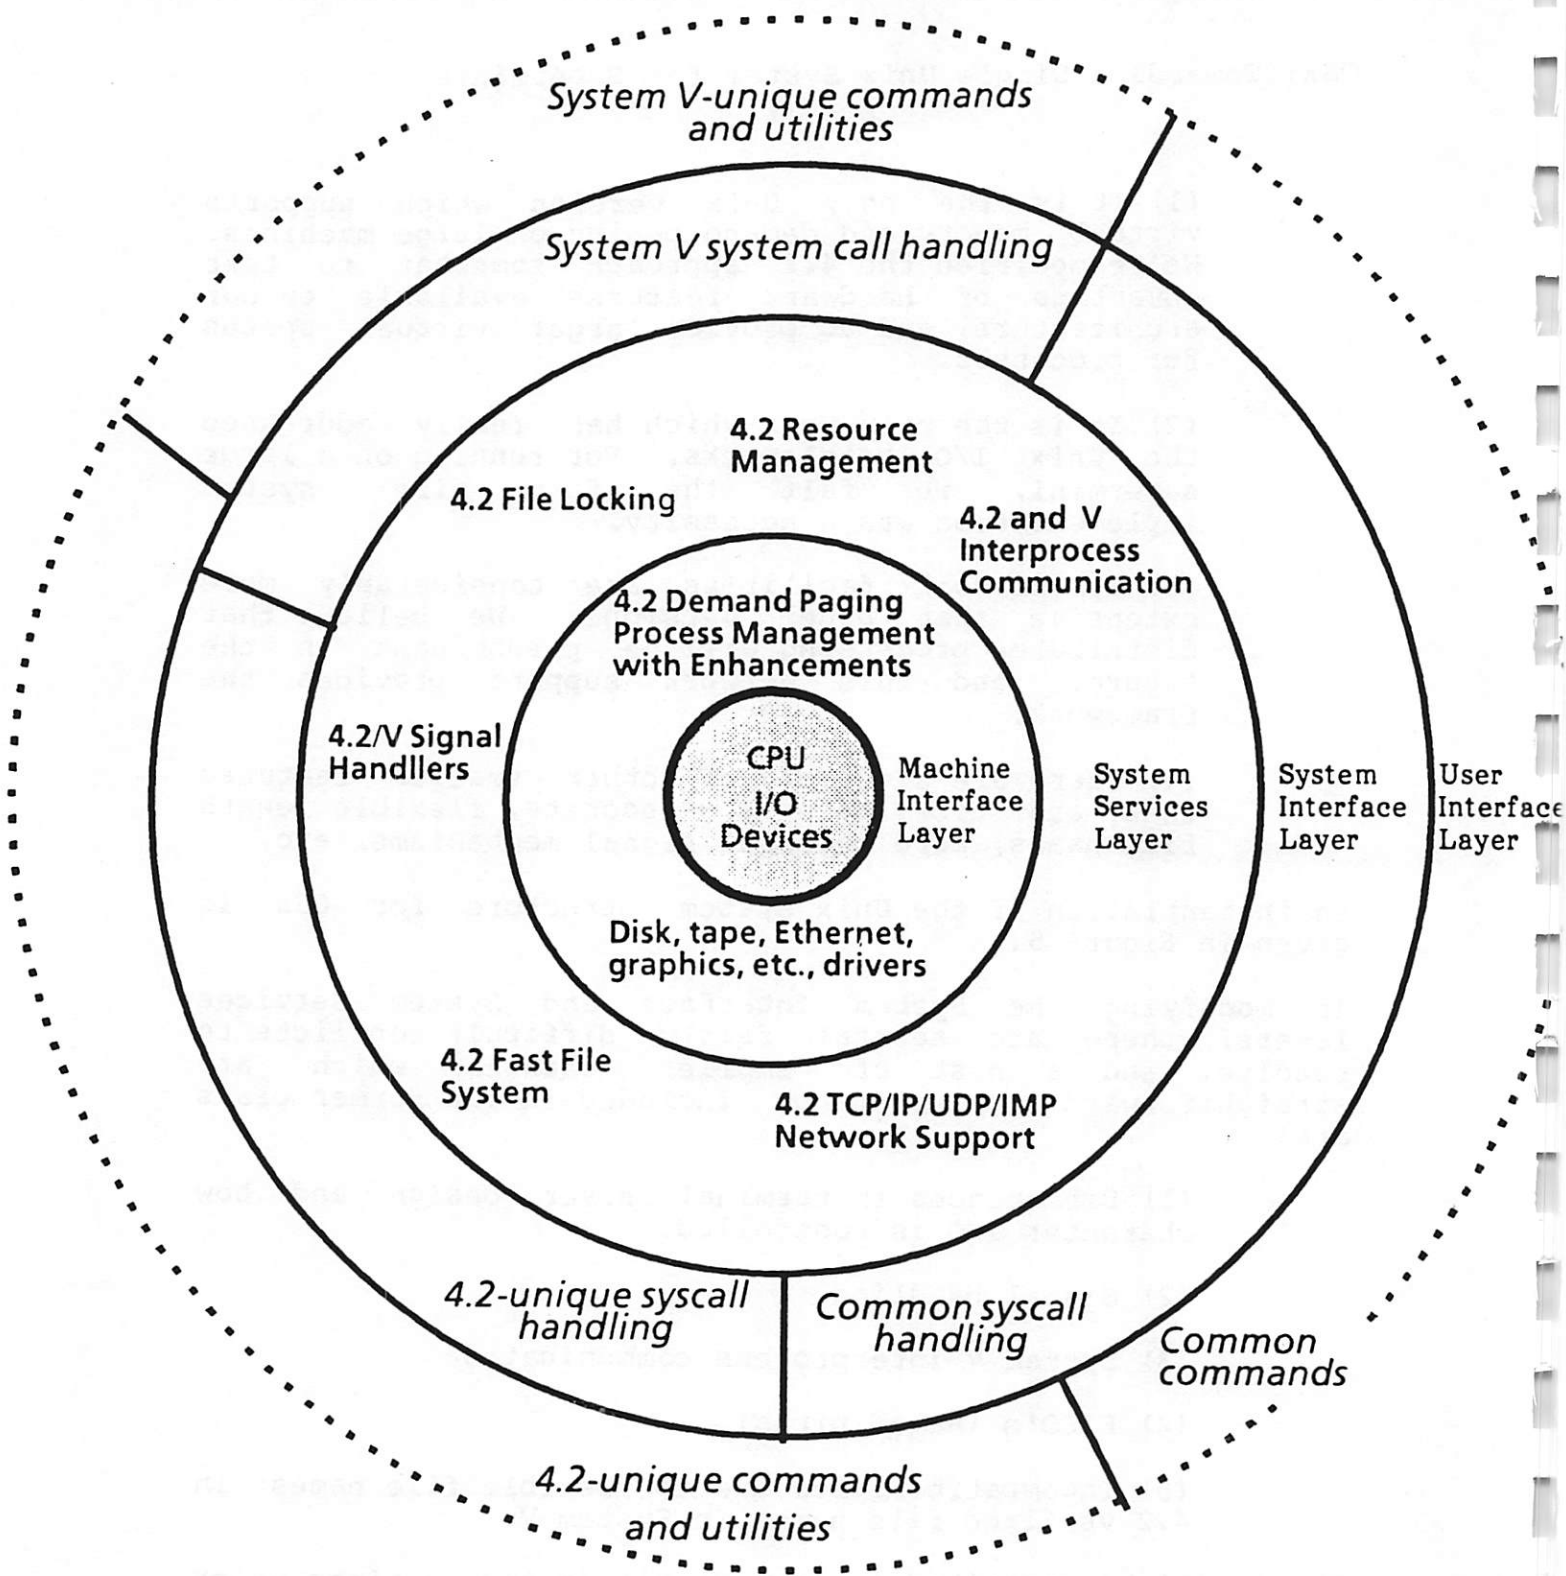 System V-unique commands
and utilities
System V system call handling
4.2 Resource
Management
4.2 File Locking
4.2 and V
Interprocess
Communication
4.2 Demand Paging
Process Management
with Enhancements
4.2/V Signal
Handllers
CPU
I/O
Devices
Machine
Interface
Layer
System
Services
Layer
System
Interface
Layer
User
Interface
Layer
Disk, tape, Ethernet,
graphics, etc., drivers
4.2 Fast File
System
4.2 TCP/IP/UDP/IMP
Network Support
4.2-unique syscall
handling
Common syscall
handling
Common
commands
4.2-unique commands
and utilities